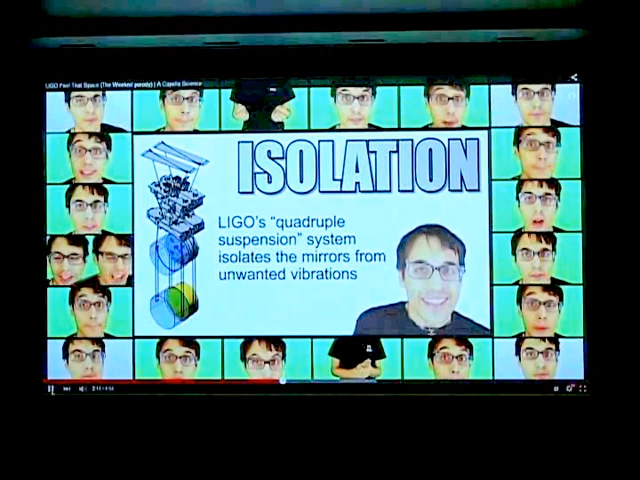 LIGO Feel That Space (The Weeknd parody) | A Capella Science
ISOLATION
LIGO's "quadruple
suspension" system
isolates the mirrors from
unwanted vibrations